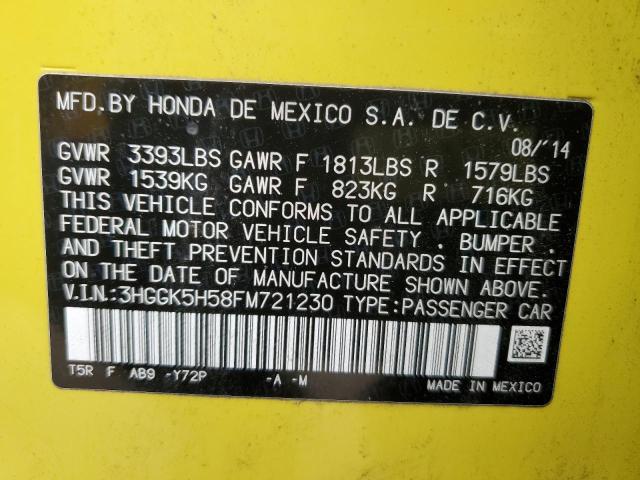 MFD.BY HONDA DE MEXICO S.A. DE C.V.
08/'14
GVWR 3393LBS GAWR F 1813LBS R 1579LBS
GVWR 1539KG GAWR F 823KG R 716KG
THIS VEHICLE CONFORMS TO ALL APPLICABLE
FEDERAL MOTOR VEHICLE SAFETY . BUMPER .
AND THEFT PREVENTION STANDARDS IN EFFECT
ON THE DATE OF MANUFACTURE SHOWN ABOVE.
V.I.N.:3HGGK5H58FM721230 TYPE:PASSENGER CAR
T5R F AB9 -Y72P -A -M
MADE IN MEXICO